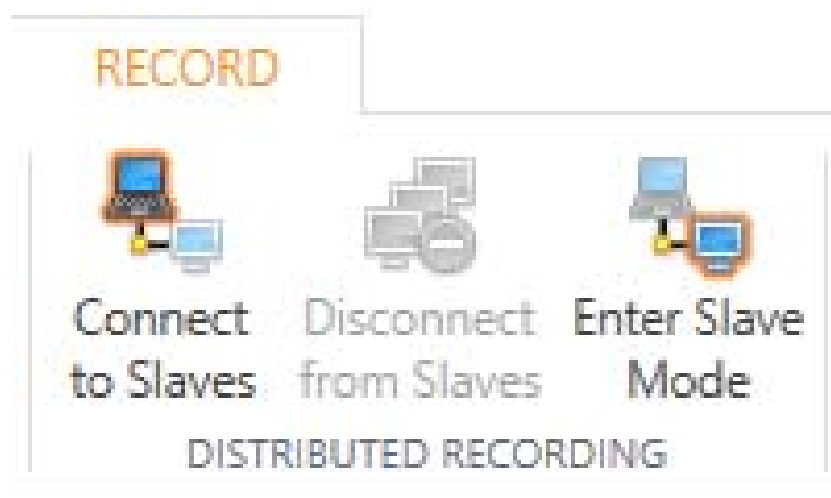 RECORD
Connect
to Slaves
Disconnect
from Slaves
Enter Slave
Mode
DISTRIBUTED RECORDING